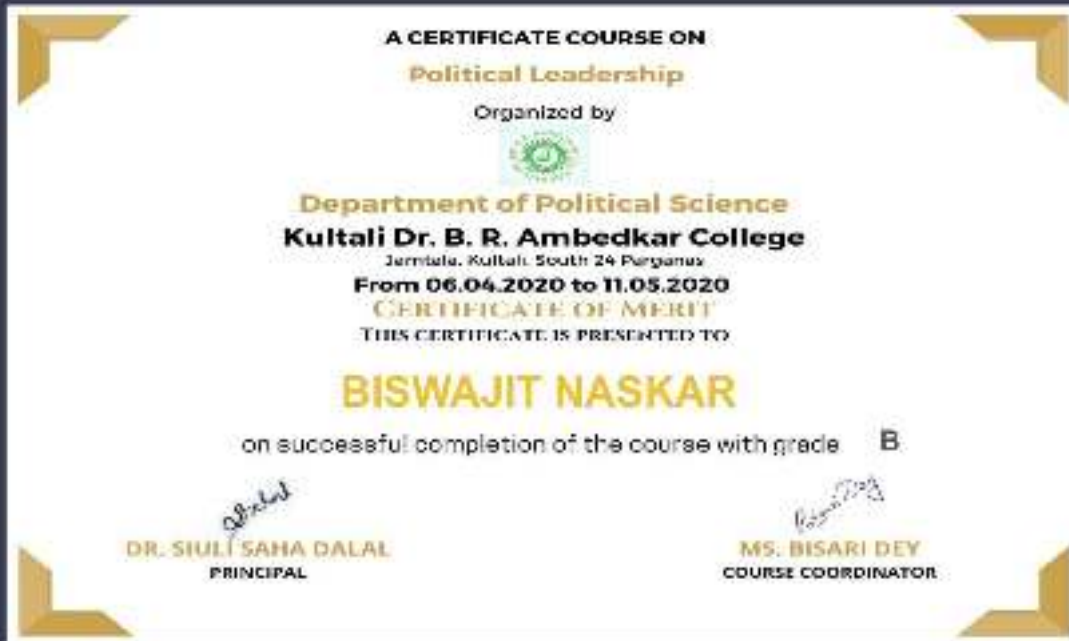 A CERTIFICATE COURSE ON
Political Leadership
Organized by
Department of Political Science
Kultali Dr. B. R. Ambedkar College
Jamtala, Kultali, South 24 Parganas
From 06.04.2020 to 11.05.2020
CERTIFICATE OF MERIT
THIS CERTIFICATE IS PRESENTED TO
BISWAJIT NASKAR
on successful completion of the course with grade B
DR. SIULI SAHA DALAL
PRINCIPAL
MS. BISARI DEY
COURSE COORDINATOR